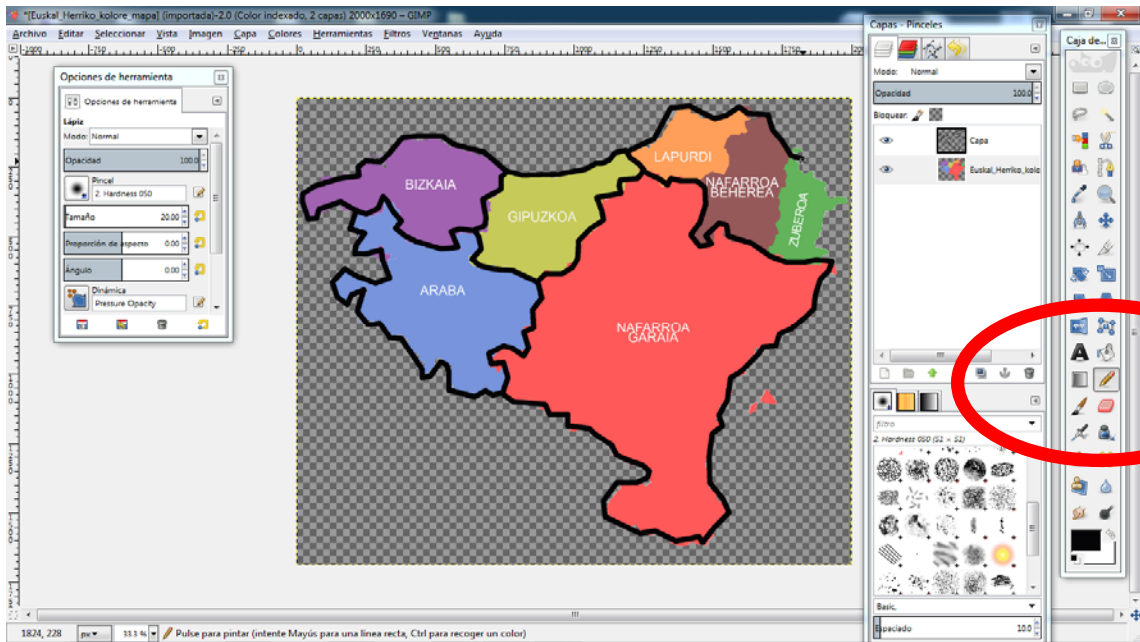 *[Euskal_Herriko_kolore_mapa] (importada)-2.0 (Color indexado, 2 capas) 2000x1690 – GIMP
Archivo Editar Seleccionar Vista Imagen Capa Colores Herramientas Filtros Ventanas Ayuda
Opciones de herramienta
Opciones de herramienta
Lápiz
Modo: Normal
Opacidad 100.0
Pincel
2. Hardness 050
Tamaño 20.00
Proporción de aspecto 0.00
Ángulo 0.00
Dinámica
Pressure Opacity
BIZKAIA
GIPUZKOA
ARABA
LAPURDI
NAFARROA
BEHEREA
ZUBEROA
NAFARROA
GARAIA
Capas - Pinceles
Modo: Normal
Opacidad 100.0
Bloquear:
Capa
Euskal_Herriko_kolo
filtro
2. Hardness 050 (51 × 51)
Basic,
Espaciado 10.0
Caja de...
1824, 228 px 33.3 % Pulse para pintar (intente Mayús para una línea recta, Ctrl para recoger un color)